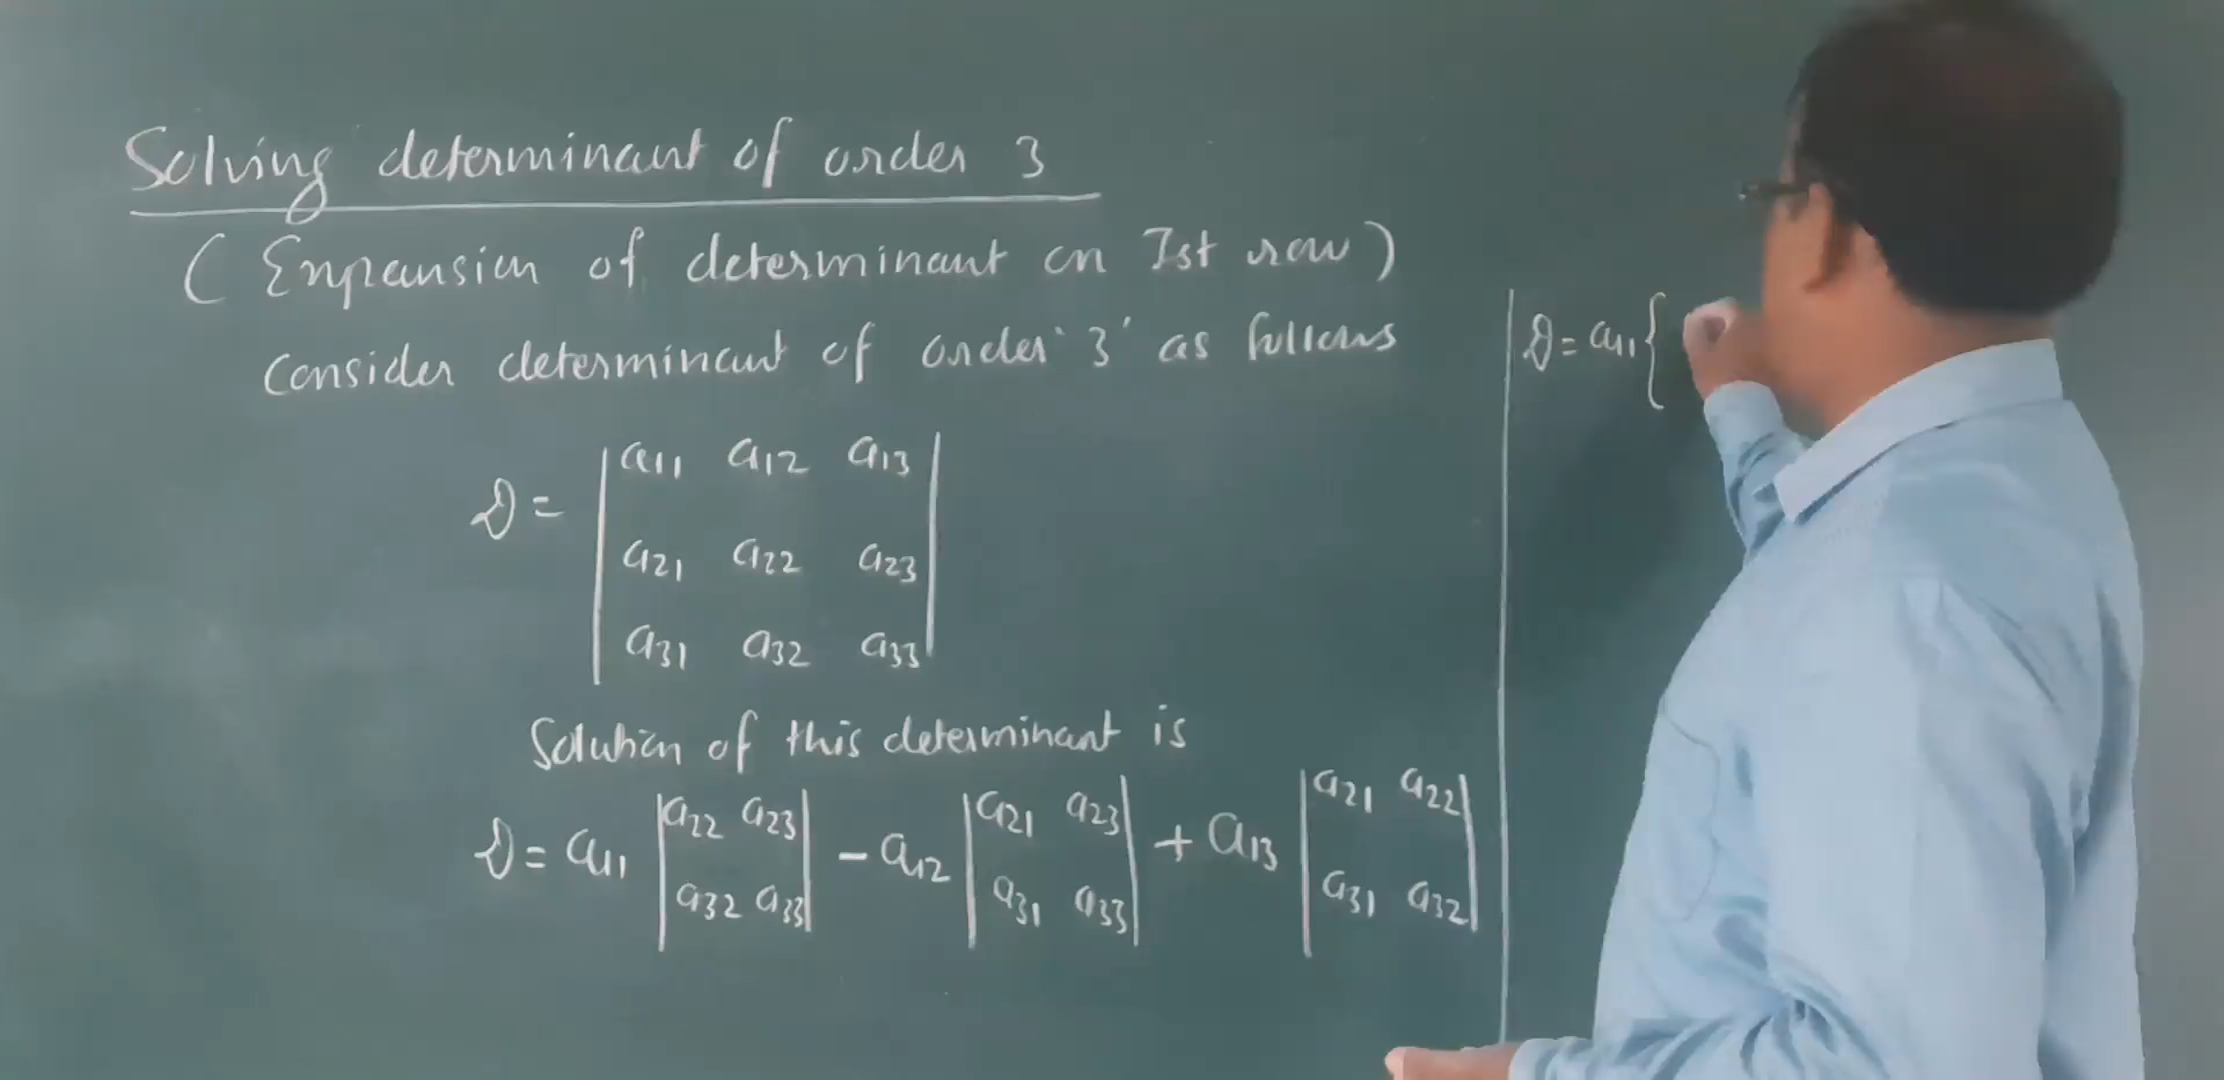 Solving determinant of order 3
(Expansion of determinant on Ist row)
Consider determinant of order '3' as follows
D = | a11 a12 a13 |
| a21 a22 a23 |
| a31 a32 a33 |
Solution of this determinant is
D = a11 | a22 a23 | - a12 | a21 a23 | + a13 | a21 a22 |
| a32 a33 | | a31 a33 | | a31 a32 |
D = a11 {